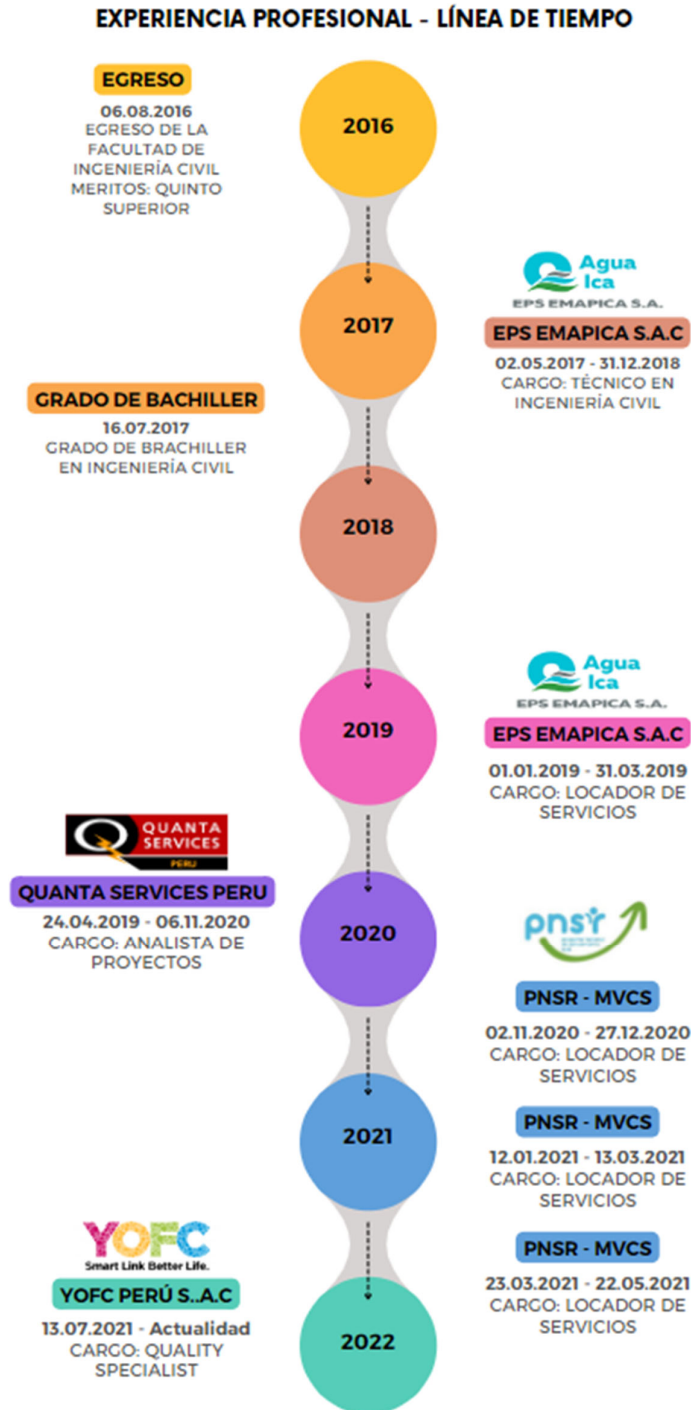 EXPERIENCIA PROFESIONAL - LÍNEA DE TIEMPO
2016
EGRESO
06.08.2016
EGRESO DE LA
FACULTAD DE
INGENIERÍA CIVIL
MERITOS: QUINTO
SUPERIOR
2017
Agua
Ica
EPS EMAPICA S.A.
EPS EMAPICA S.A.C
02.05.2017 - 31.12.2018
CARGO: TÉCNICO EN
INGENIERÍA CIVIL
GRADO DE BACHILLER
16.07.2017
GRADO DE BRACHILLER
EN INGENIERÍA CIVIL
2018
2019
Agua
Ica
EPS EMAPICA S.A.
EPS EMAPICA S.A.C
01.01.2019 - 31.03.2019
CARGO: LOCADOR DE
SERVICIOS
QUANTA
SERVICES
PERU
QUANTA SERVICES PERU
24.04.2019 - 06.11.2020
CARGO: ANALISTA DE
PROYECTOS
2020
pnsr
PNSR - MVCS
02.11.2020 - 27.12.2020
CARGO: LOCADOR DE
SERVICIOS
2021
PNSR - MVCS
12.01.2021 - 13.03.2021
CARGO: LOCADOR DE
SERVICIOS
PNSR - MVCS
23.03.2021 - 22.05.2021
CARGO: LOCADOR DE
SERVICIOS
YOFC
Smart Link Better Life.
YOFC PERÚ S..A.C
13.07.2021 - Actualidad
CARGO: QUALITY
SPECIALIST
2022